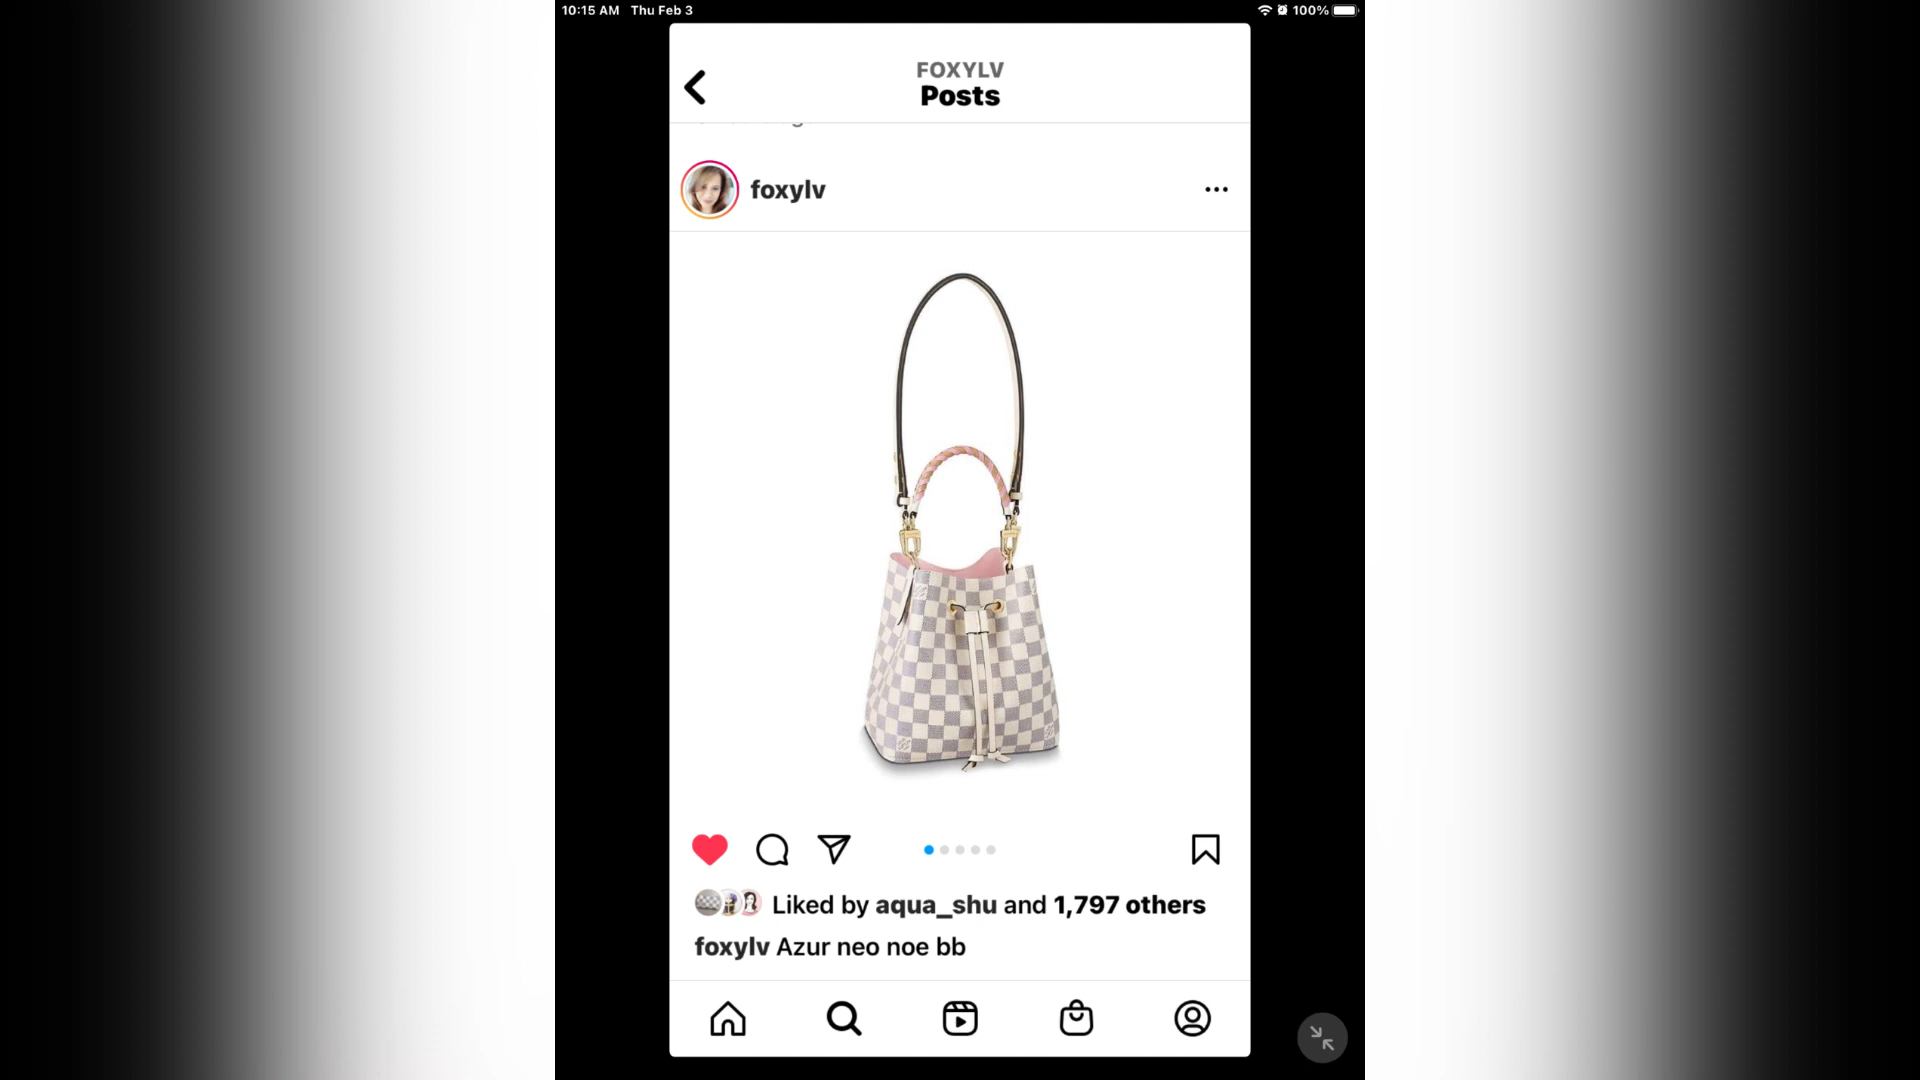 10:15 AM Thu Feb 3
100%
FOXYLV
Posts
foxylv
Liked by aqua_shu and 1,797 others
foxylv Azur neo noe bb